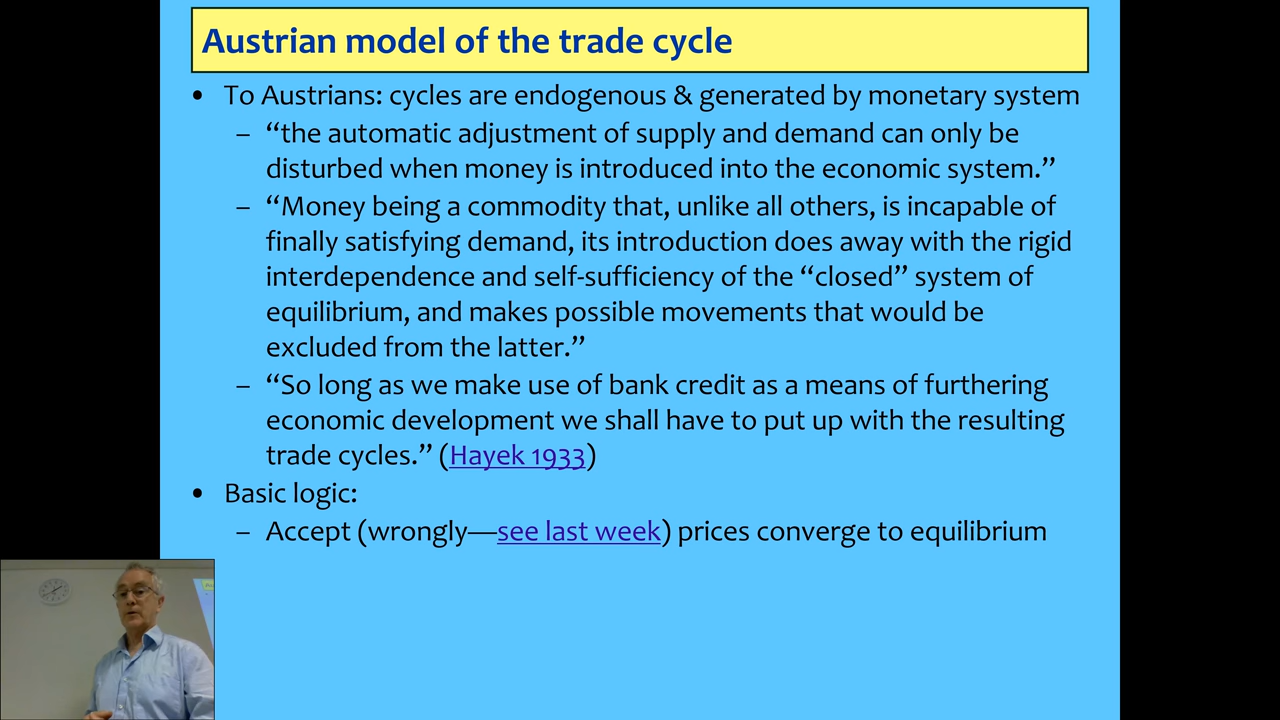 Austrian model of the trade cycle
• To Austrians: cycles are endogenous & generated by monetary system
– “the automatic adjustment of supply and demand can only be
disturbed when money is introduced into the economic system.”
– “Money being a commodity that, unlike all others, is incapable of
finally satisfying demand, its introduction does away with the rigid
interdependence and self-sufficiency of the “closed” system of
equilibrium, and makes possible movements that would be
excluded from the latter.”
– “So long as we make use of bank credit as a means of furthering
economic development we shall have to put up with the resulting
trade cycles.” (Hayek 1933)
• Basic logic:
– Accept (wrongly—see last week) prices converge to equilibrium